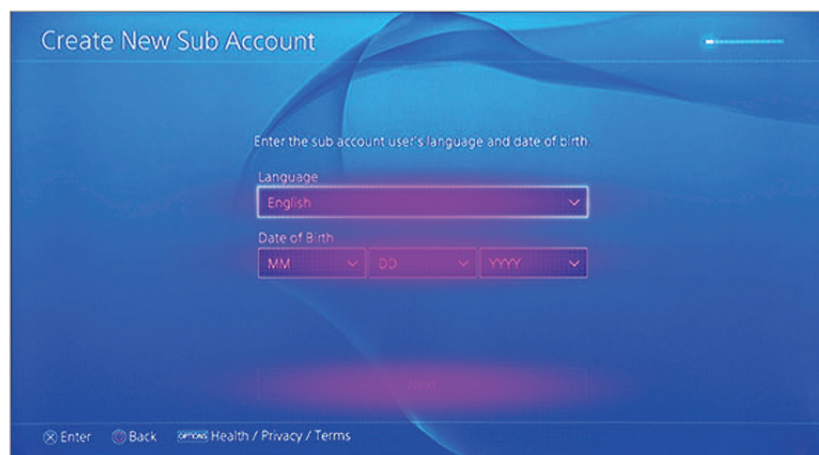 Create New Sub Account
Enter the sub account user's language and date of birth.
Language
English
Date of Birth
MM DD YYYY
Next
Enter Back OPTIONS Health / Privacy / Terms